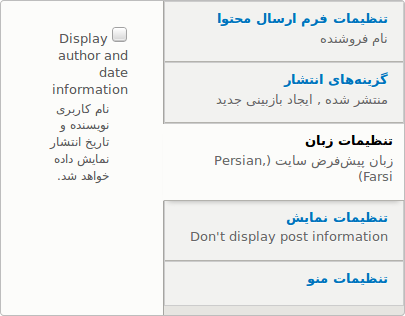 تنظیمات فرم ارسال محتوا
نام فروشنده
گزینه‌های انتشار
منتشر شده , ایجاد بازبینی جدید
تنظیمات زبان
زبان پیش‌فرض سایت (Persian,
Farsi)
تنظیمات نمایش
Don't display post information
تنظیمات منو
Display
author and
date
information
نام کاربری
نویسنده و
تاریخ انتشار
نمایش داده
خواهد شد.